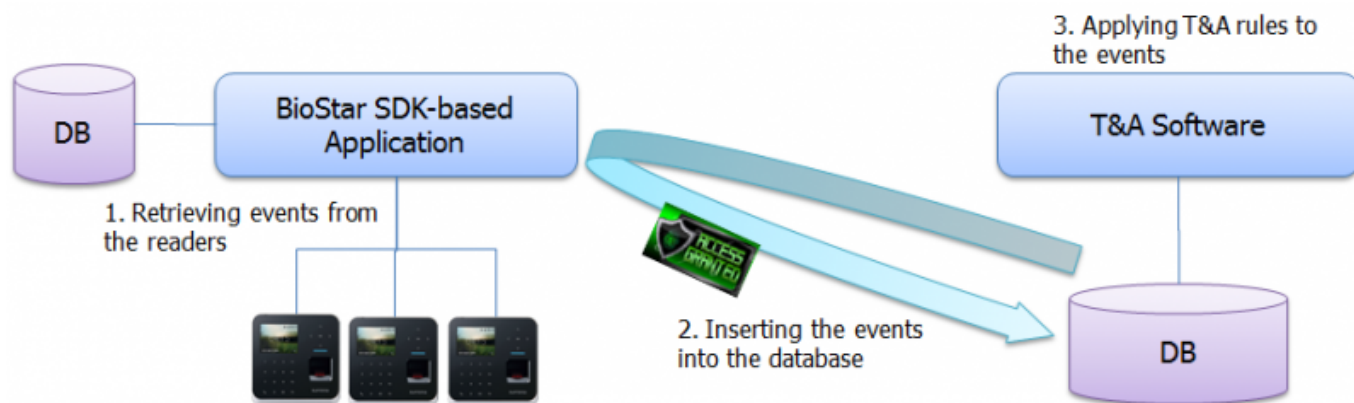 3. Applying T&A rules to
the events
DB
BioStar SDK-based
Application
T&A Software
1. Retrieving events from
the readers
ACCESS
GRANTED
2. Inserting the events
into the database
DB